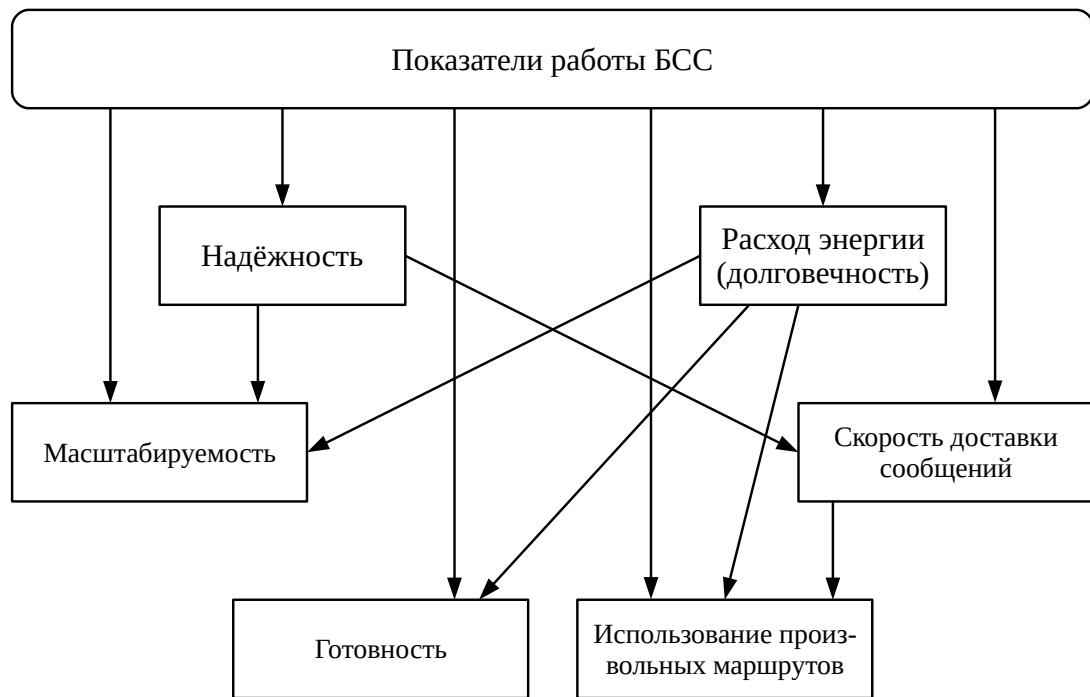 Показатели работы БСС
Надёжность
Расход энергии
(долговечность)
Масштабируемость
Скорость доставки
сообщений
Готовность
Использование произ-
вольных маршрутов